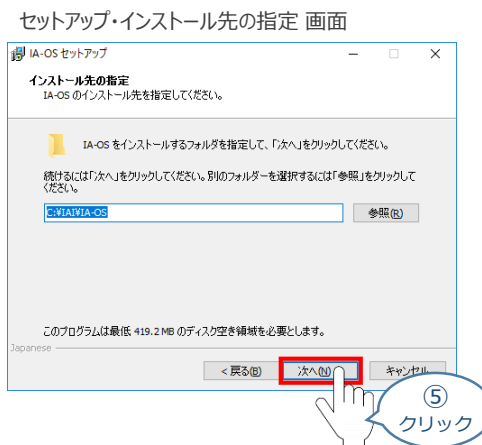 セットアップ・インストール先の指定 画面
IA-OS セットアップ
インストール先の指定
IA-OS のインストール先を指定してください。
IA-OS をインストールするフォルダを指定して、「次へ」をクリックしてください。
続けるには「次へ」をクリックしてください。別のフォルダーを選択するには「参照」をクリックして
ください。
C:¥IAI¥IA-OS
参照(R)
このプログラムは最低 419.2 MB のディスク空き領域を必要とします。
Japanese
< 戻る(B)
次へ(N)
キャンセル
⑤
クリック